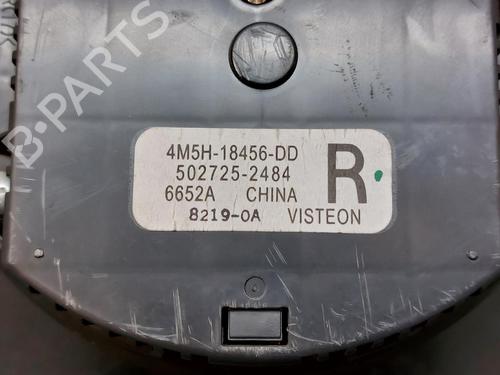 B-PARTS
4M5H-18456-DD
502725-2484
6652A CHINA
8219-0A VISTEON
R